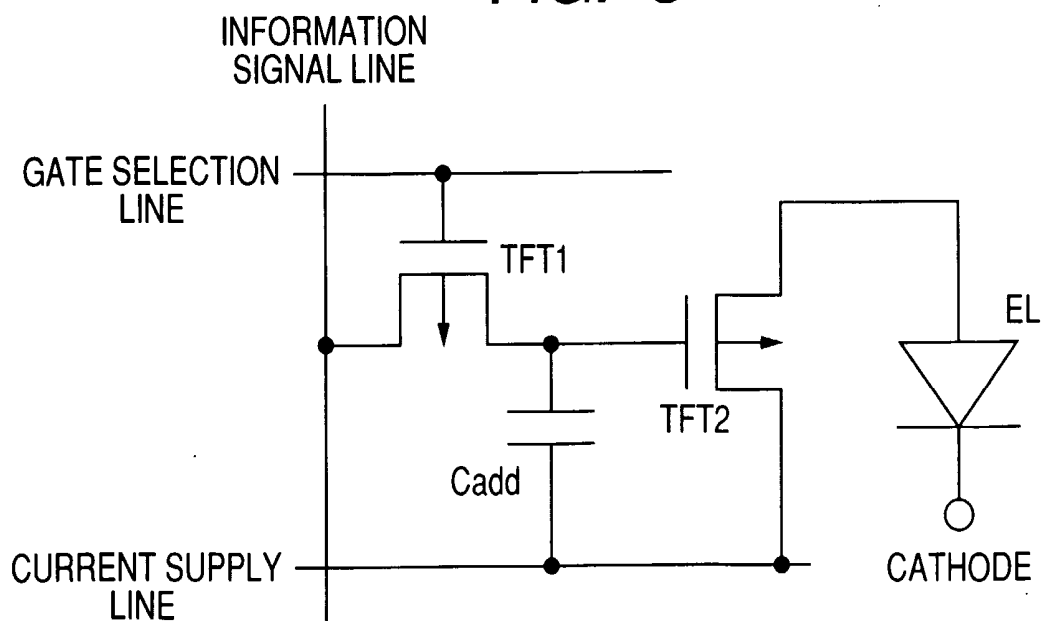 INFORMATION
SIGNAL LINE
GATE SELECTION
LINE
TFT1
EL
TFT2
Cadd
CURRENT SUPPLY
LINE
CATHODE